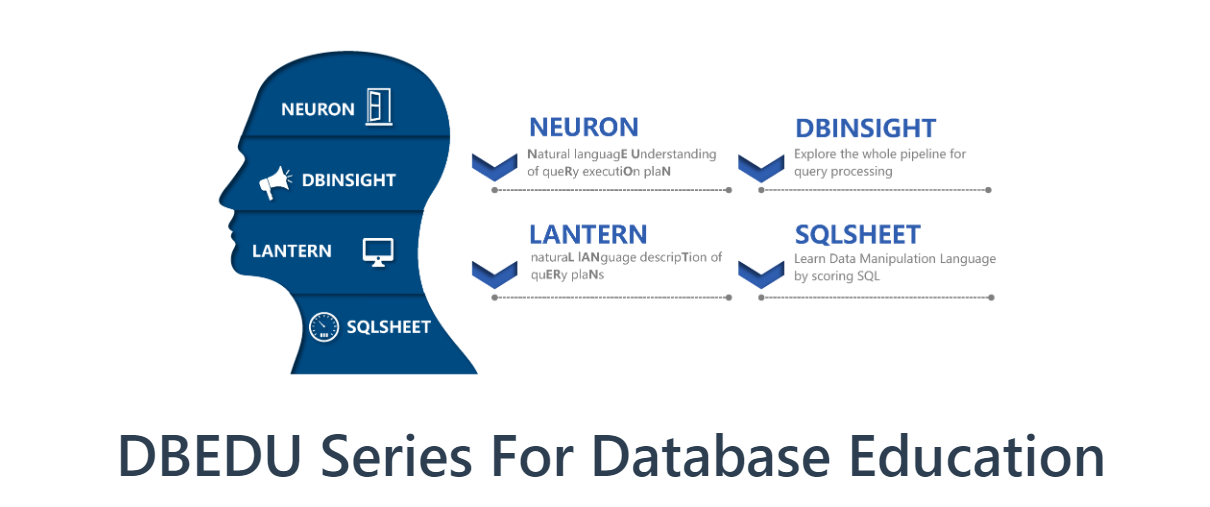 NEURON
DBINSIGHT
LANTERN
SQLSHEET
NEURON
Natural languagE Understanding
of queRy executiOn plaN
DBINSIGHT
Explore the whole pipeline for
query processing
LANTERN
naturaL lANguage descripTion of
quERy plaNs
SQLSHEET
Learn Data Manipulation Language
by scoring SQL
DBEDU Series For Database Education